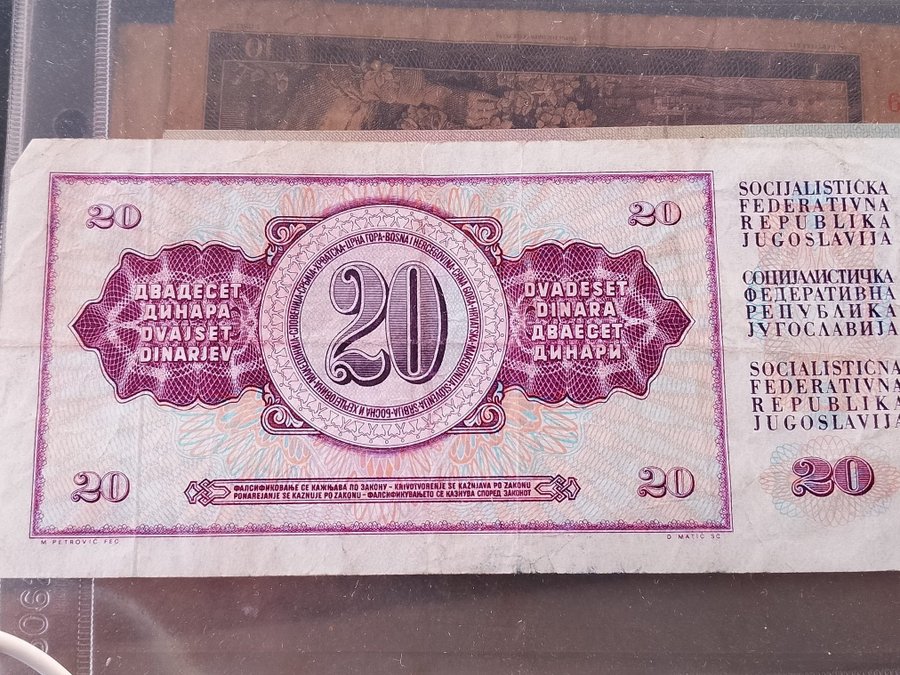 10
20
20
SOCIJALISTIČKA
FEDERATIVNA
REPUBLIKA
JUGOSLAVIJA
СОЦИЈАЛИСТИЧКА
ФЕДЕРАТИВНА
РЕПУБЛИКА
ЈУГОСЛАВИЈА
SOCIALISTIČNA
FEDERATIVNA
REPUBLIKA
JUGOSLAVIJA
ДВАДЕСЕТ
ДИНАРА
DVAJSET
DINARJEV
20
DVADESET
DINARA
ДВАЕСЕТ
ДИНАРИ
20
20
20
ФАЛСИФИКОВАЊЕ СЕ КАЖЊАВА ПО ЗАКОНУ - KRIVOTVORENJE SE KAŽNJAVA PO ZAKONU
PONAREJANJE SE KAZNUJE PO ZAKONU - ФАЛСИФИКУВАЊЕТО СЕ КАЗНУВА СПОРЕД ЗАКОНОТ
M PETROVIĆ FEC
D MATIĆ SC